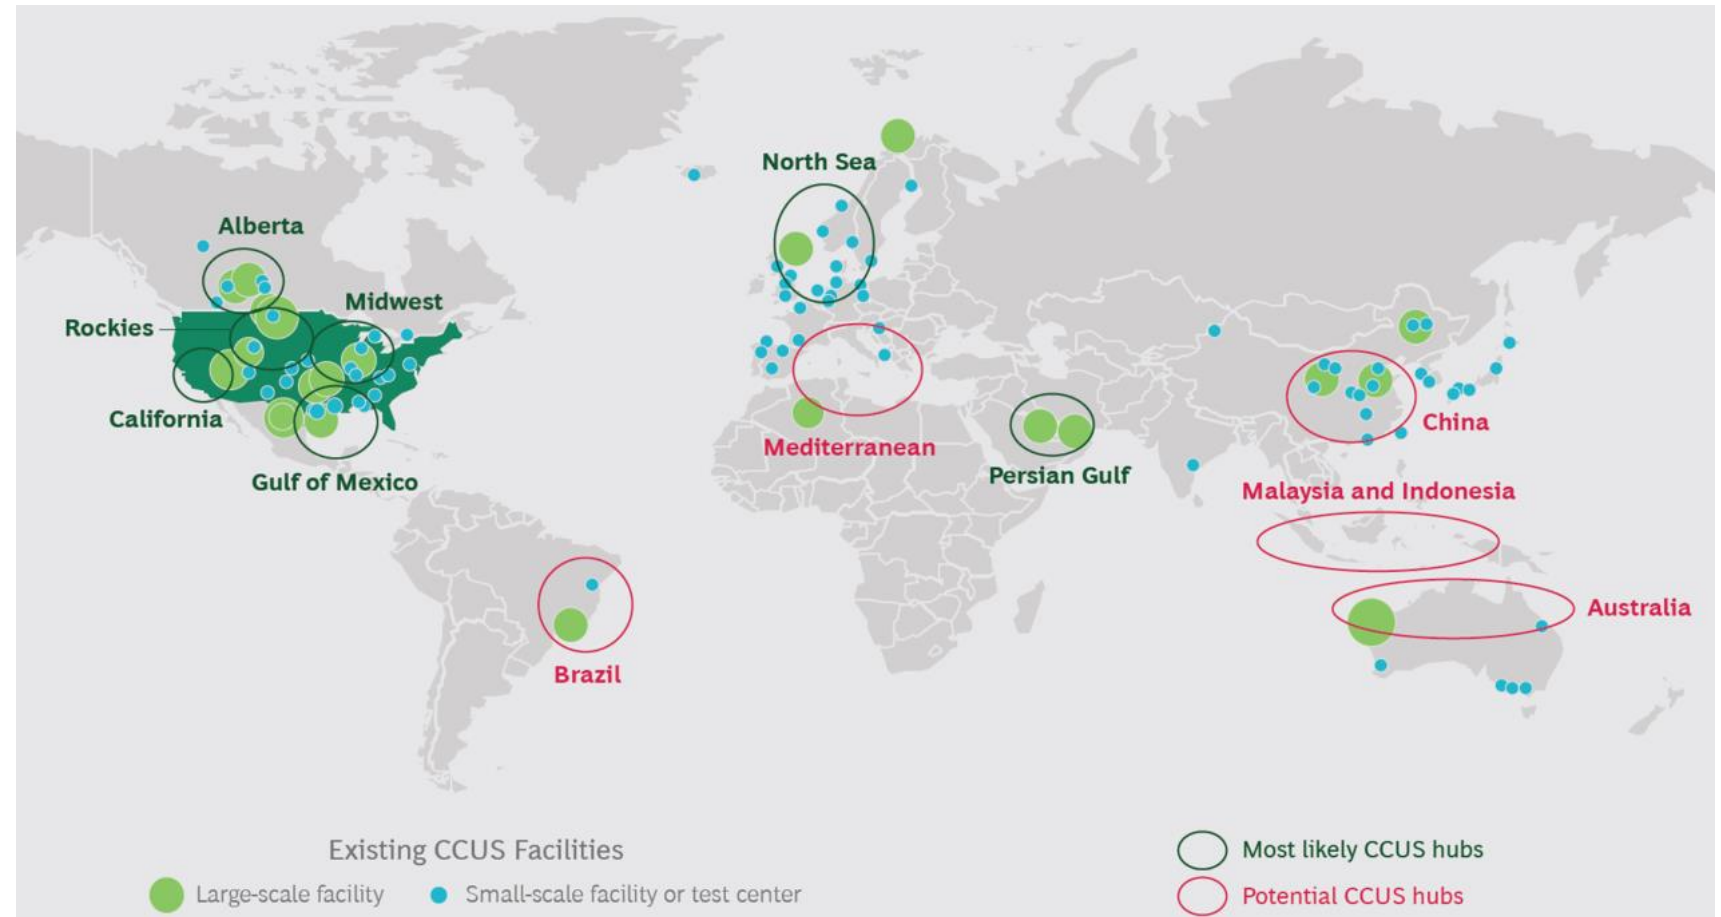 North Sea
Alberta
Midwest
Rockies
California
Gulf of Mexico
Mediterranean
Persian Gulf
China
Malaysia and Indonesia
Australia
Brazil
Existing CCUS Facilities
Large-scale facility
Small-scale facility or test center
Most likely CCUS hubs
Potential CCUS hubs